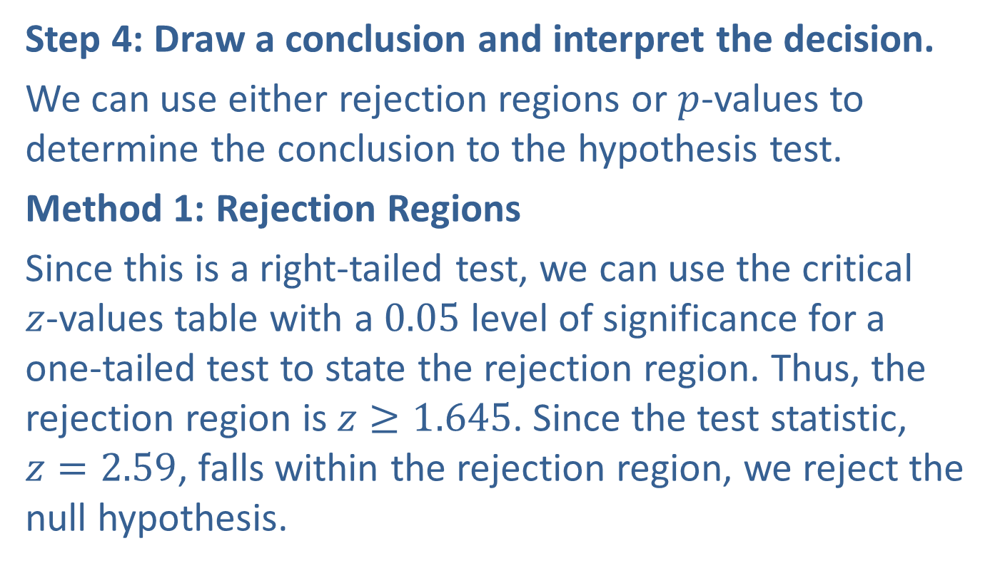 Step 4: Draw a conclusion and interpret the decision.
We can use either rejection regions or p-values to
determine the conclusion to the hypothesis test.
Method 1: Rejection Regions
Since this is a right-tailed test, we can use the critical
z-values table with a 0.05 level of significance for a
one-tailed test to state the rejection region. Thus, the
rejection region is z ≥ 1.645. Since the test statistic,
z = 2.59, falls within the rejection region, we reject the
null hypothesis.